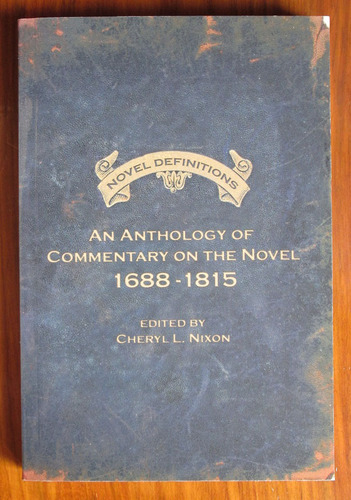 NOVEL DEFINITIONS
AN ANTHOLOGY OF
COMMENTARY ON THE NOVEL
1688-1815
EDITED BY
CHERYL L. NIXON